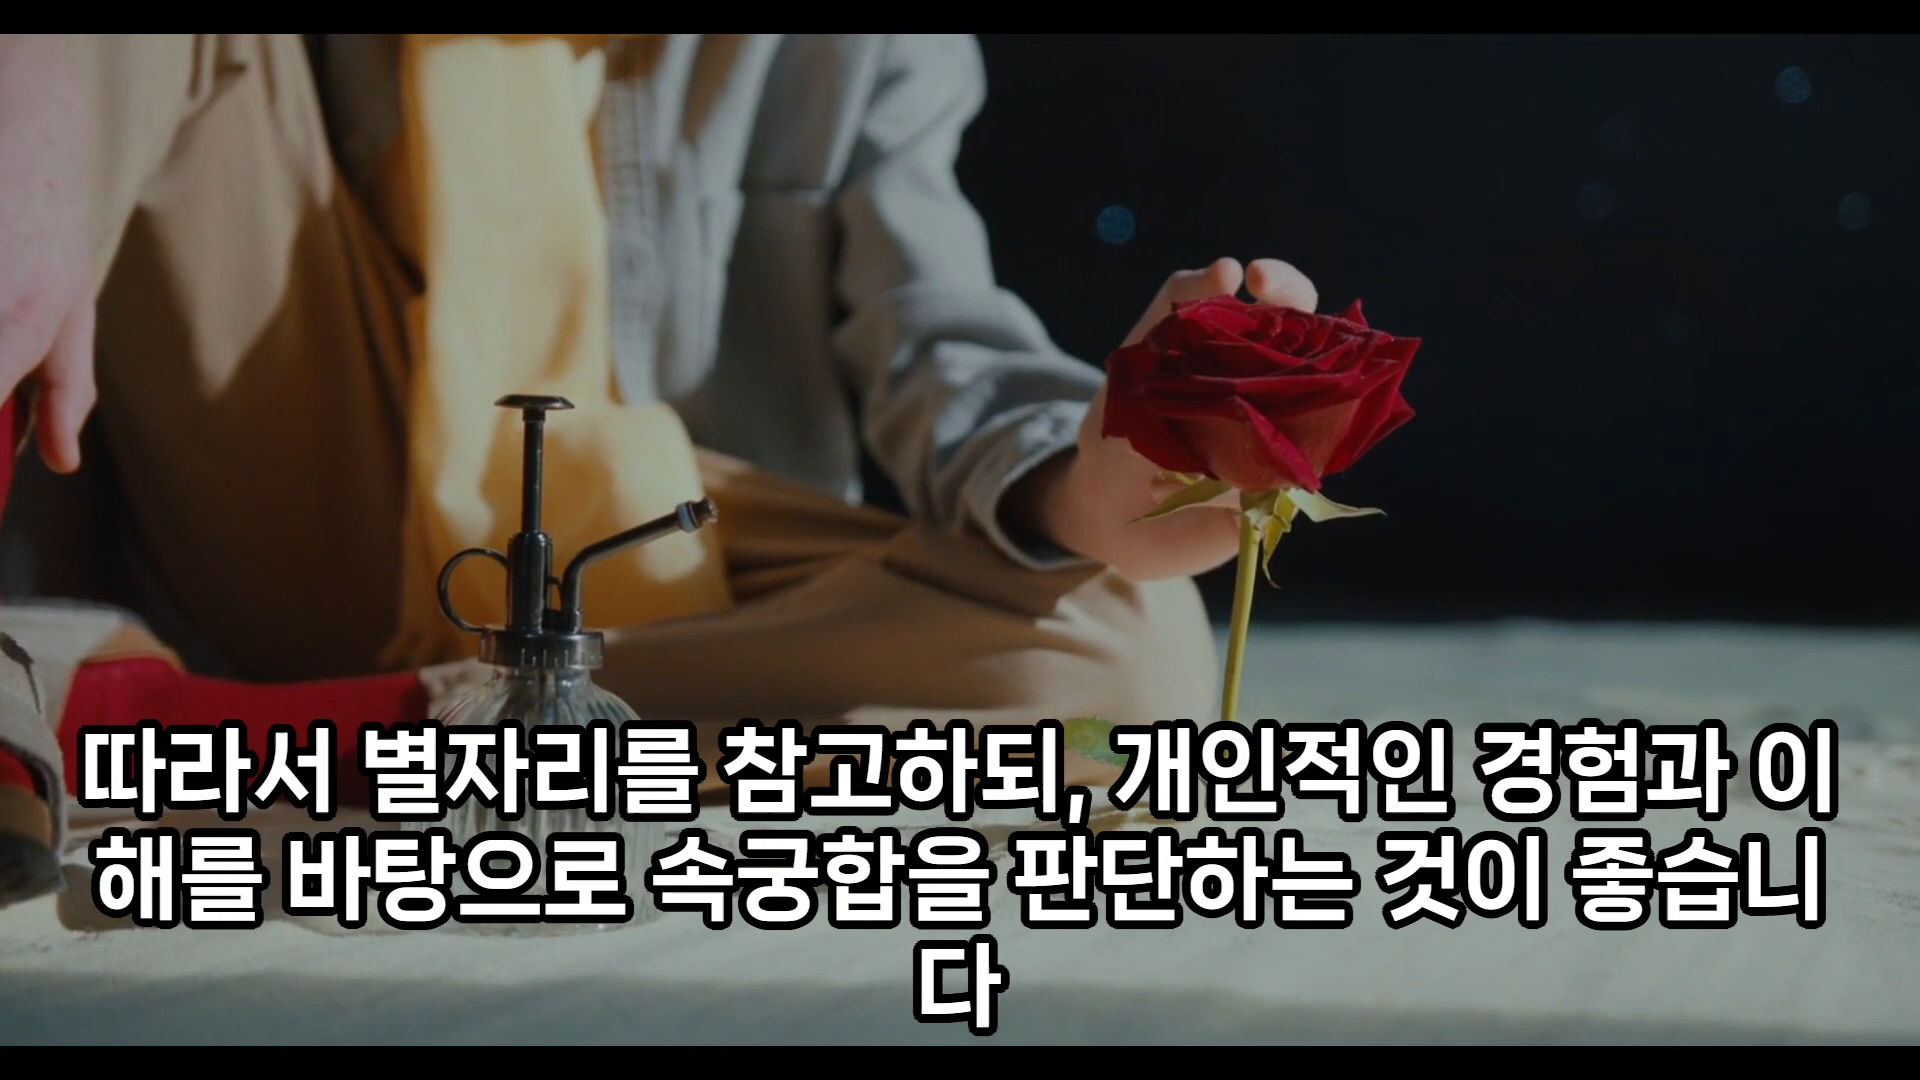 따라서 별자리를 참고하되, 개인적인 경험과 이
해를 바탕으로 속궁합을 판단하는 것이 좋습니
다